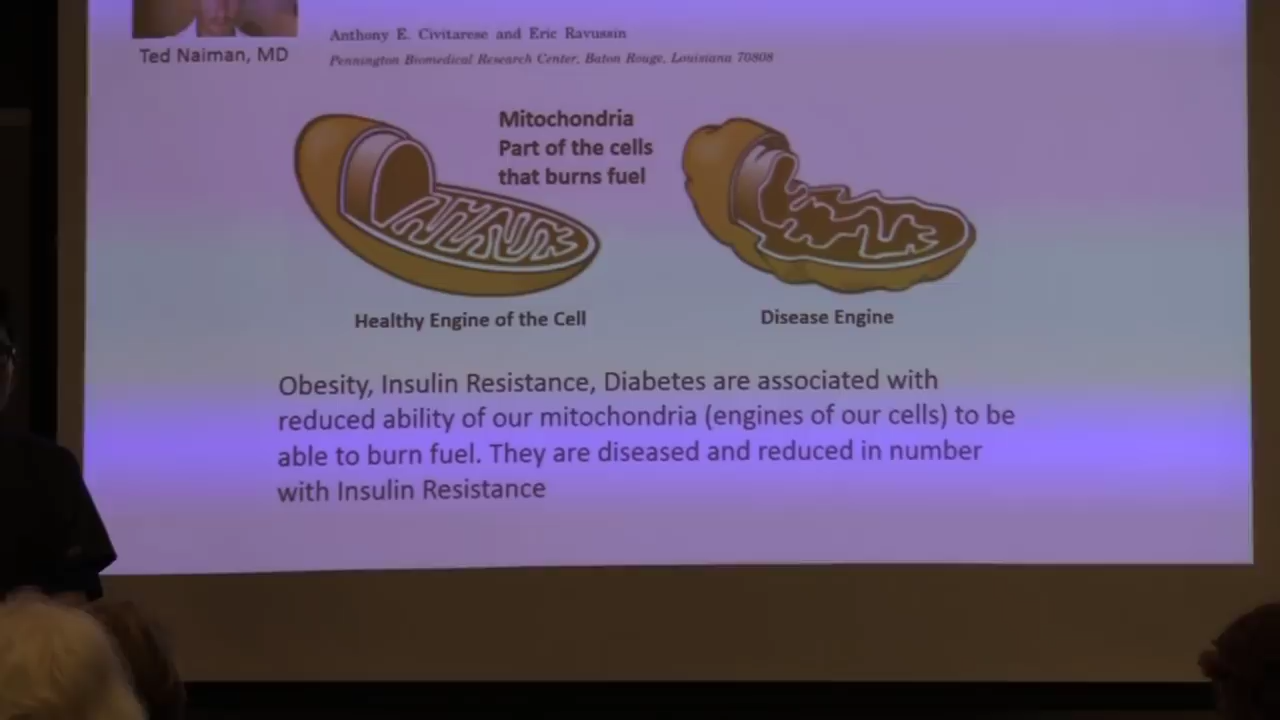 Anthony E. Civitarese and Eric Ravussin
Ted Naiman, MD
Pennington Biomedical Research Center, Baton Rouge, Louisiana 70808
Mitochondria
Part of the cells
that burns fuel
Healthy Engine of the Cell
Disease Engine
Obesity, Insulin Resistance, Diabetes are associated with
reduced ability of our mitochondria (engines of our cells) to be
able to burn fuel. They are diseased and reduced in number
with Insulin Resistance